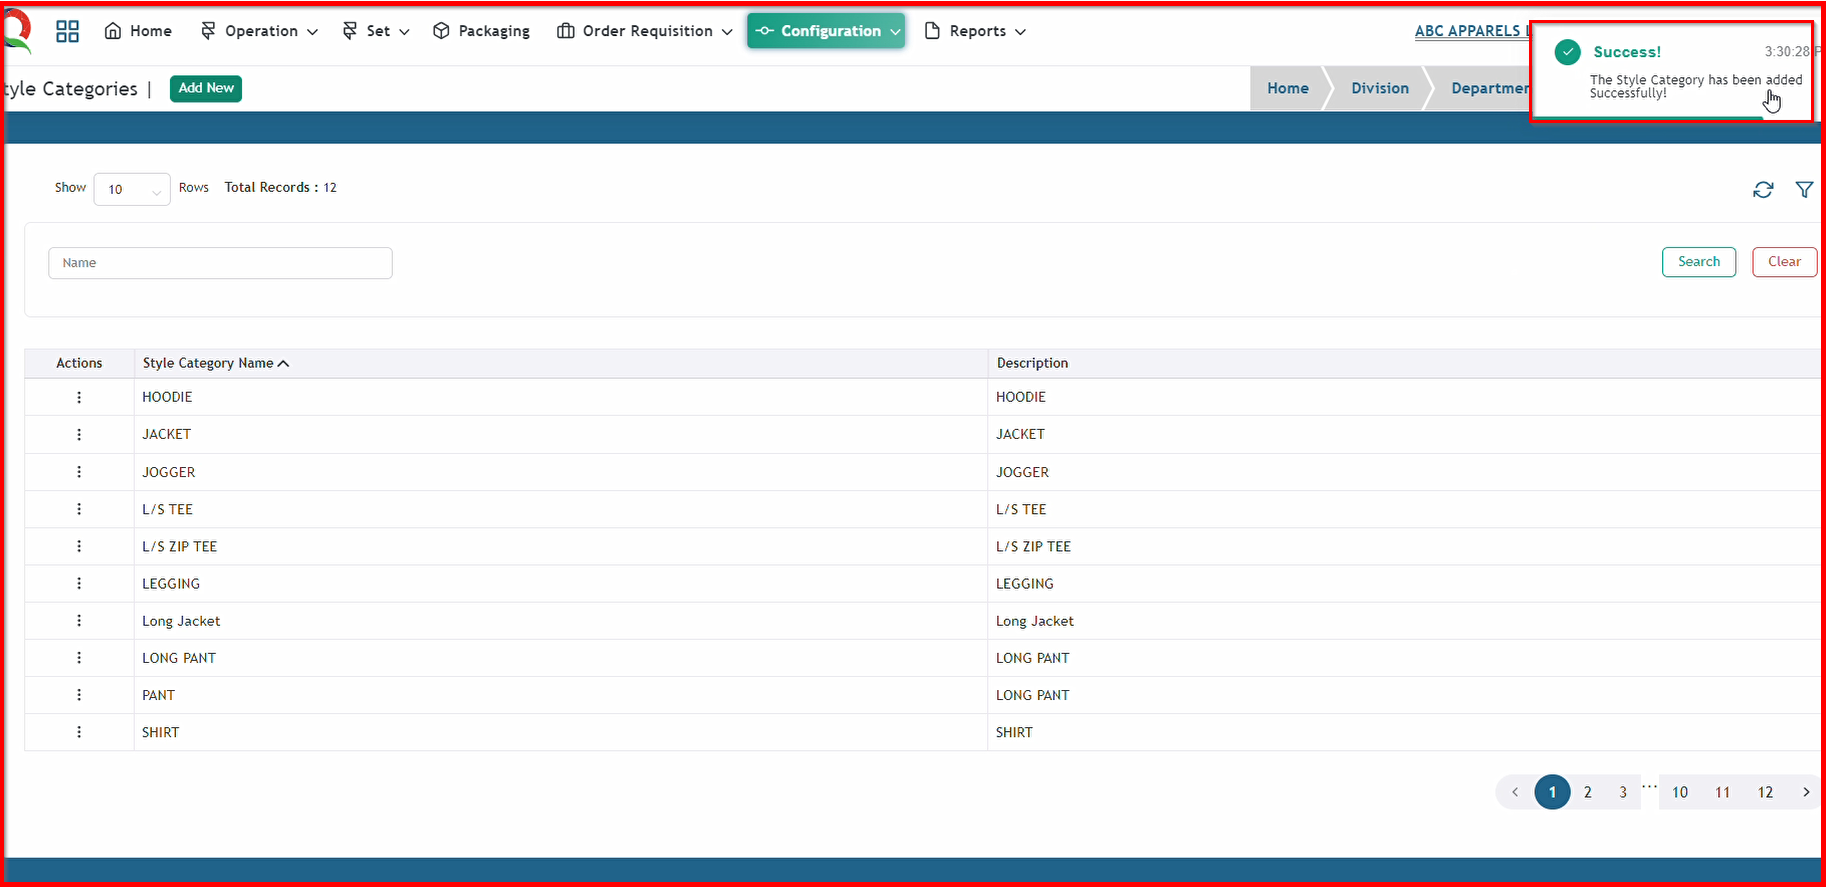 Home Operation Set Packaging Order Requisition Configuration Reports ABC APPARELS L
Success! 3:30:28 P
The Style Category has been added
Successfully!
tyle Categories | Add New
Home Division Departmen
Show 10 Rows Total Records : 12
Name
Search Clear
Actions Style Category Name Description
HOODIE HOODIE
JACKET JACKET
JOGGER JOGGER
L/S TEE L/S TEE
L/S ZIP TEE L/S ZIP TEE
LEGGING LEGGING
Long Jacket Long Jacket
LONG PANT LONG PANT
PANT LONG PANT
SHIRT SHIRT
‹ 1 2 3 ... 10 11 12 ›